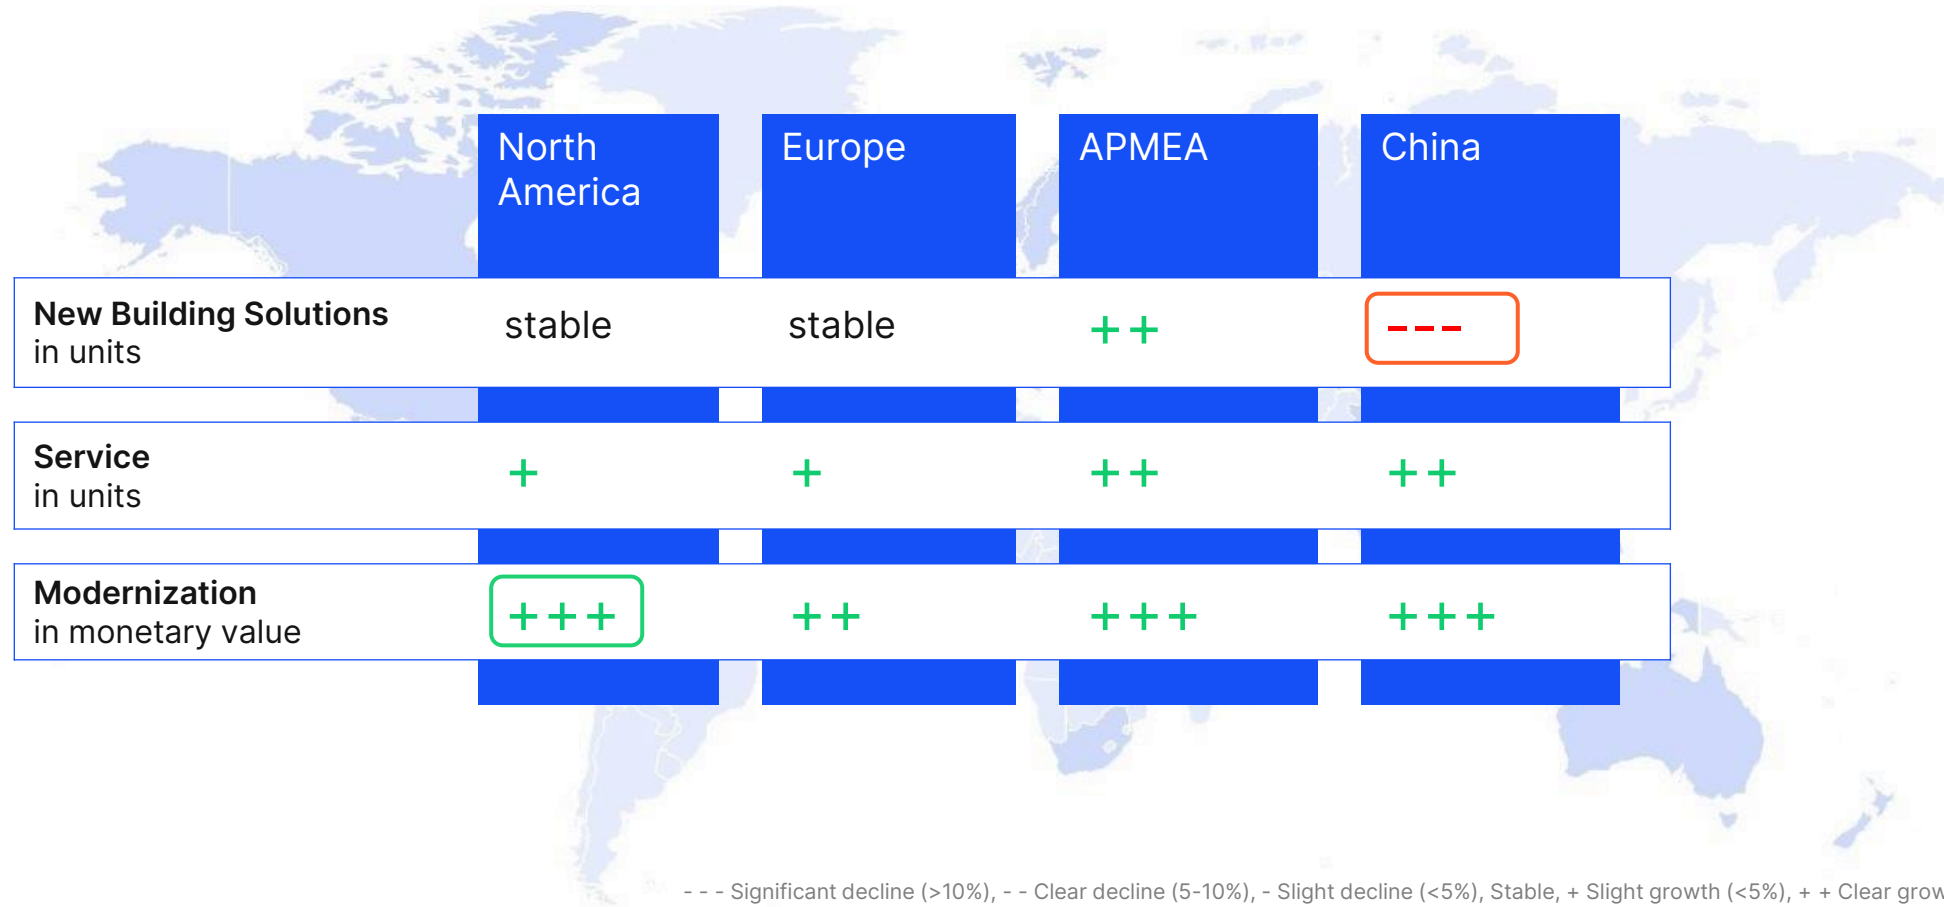 North
America
Europe
APMEA
China
New Building Solutions
in units
stable
stable
++
---
Service
in units
+
+
++
++
Modernization
in monetary value
+++
++
+++
+++
- - - Significant decline (>10%), - - Clear decline (5-10%), - Slight decline (<5%), Stable, + Slight growth (<5%), + + Clear